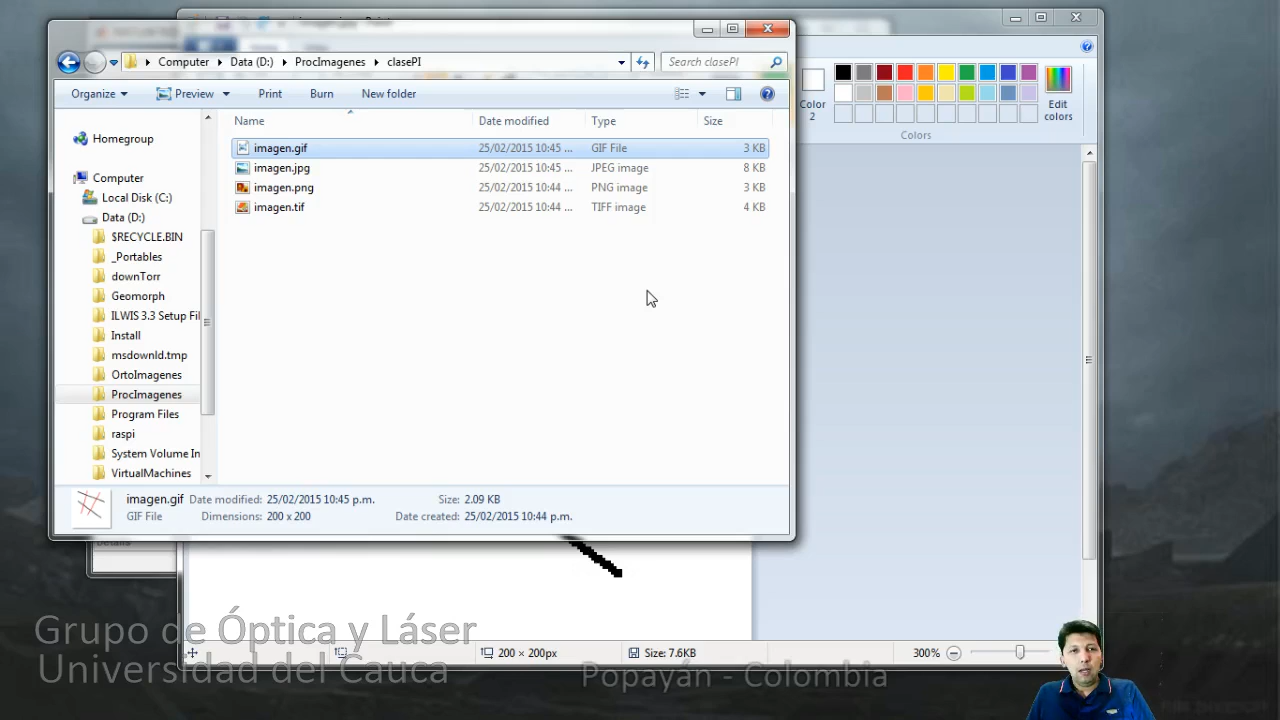 Computer ▸ Data (D:) ▸ ProcImagenes ▸ clasePI
Search clasePI
Organize Preview Print Burn New folder
Name Date modified Type Size
Homegroup
Computer
Local Disk (C:)
Data (D:)
$RECYCLE.BIN
_Portables
downTorr
Geomorph
ILWIS 3.3 Setup Fil
Install
msdownld.tmp
OrtoImagenes
ProcImagenes
Program Files
raspi
System Volume In
VirtualMachines
imagen.gif 25/02/2015 10:45 ... GIF File 3 KB
imagen.jpg 25/02/2015 10:45 ... JPEG image 8 KB
imagen.png 25/02/2015 10:44 ... PNG image 3 KB
imagen.tif 25/02/2015 10:44 ... TIFF image 4 KB
imagen.gif Date modified: 25/02/2015 10:45 p.m. Size: 2.09 KB
GIF File Dimensions: 200 x 200 Date created: 25/02/2015 10:44 p.m.
Color
2
Edit
colors
Colors
200 × 200px Size: 7.6KB 300%
Grupo de Óptica y Láser
Universidad del Cauca
Popayán - Colombia